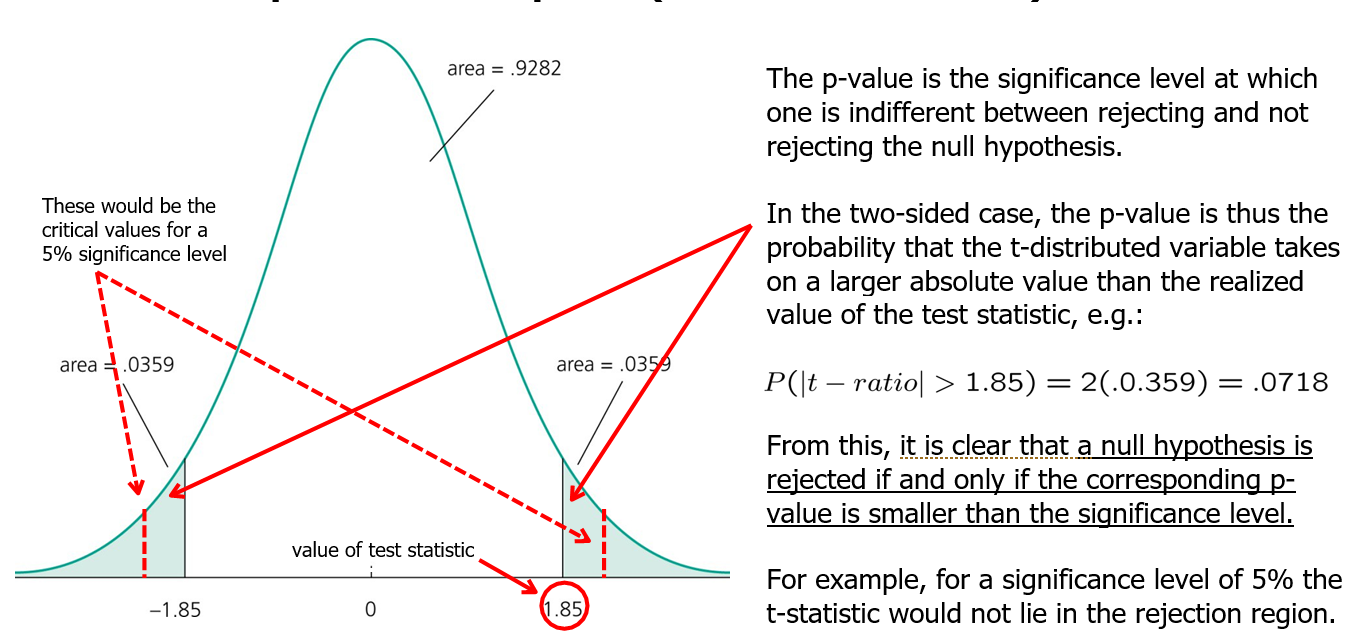 area = .9282
These would be the
critical values for a
5% significance level
area = .0359
area = .0359
value of test statistic
−1.85
0
1.85
The p-value is the significance level at which
one is indifferent between rejecting and not
rejecting the null hypothesis.
In the two-sided case, the p-value is thus the
probability that the t-distributed variable takes
on a larger absolute value than the realized
value of the test statistic, e.g.:
P(|t − ratio| > 1.85) = 2(.0.359) = .0718
From this, it is clear that a null hypothesis is
rejected if and only if the corresponding p-
value is smaller than the significance level.
For example, for a significance level of 5% the
t-statistic would not lie in the rejection region.